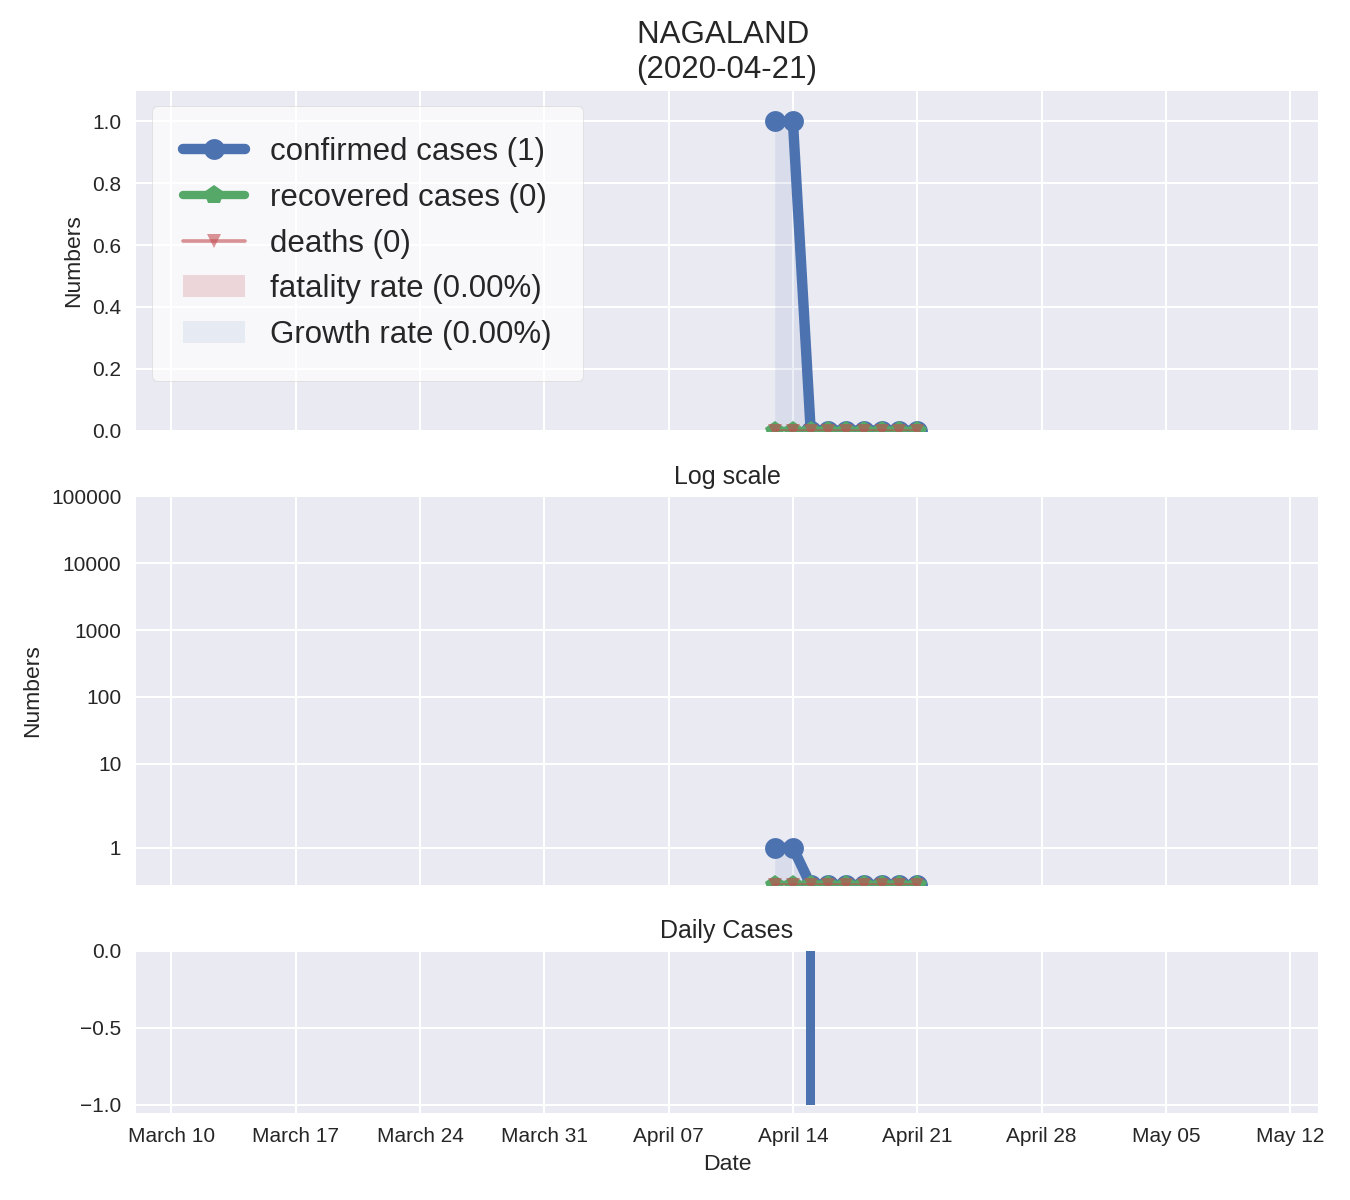 NAGALAND
(2020-04-21)
1.0
0.8
0.6
0.4
0.2
0.0
Numbers
confirmed cases (1)
recovered cases (0)
deaths (0)
fatality rate (0.00%)
Growth rate (0.00%)
Log scale
100000
10000
1000
100
10
1
Numbers
Daily Cases
0.0
−0.5
−1.0
March 10 March 17 March 24 March 31 April 07 April 14 April 21 April 28 May 05 May 12
Date